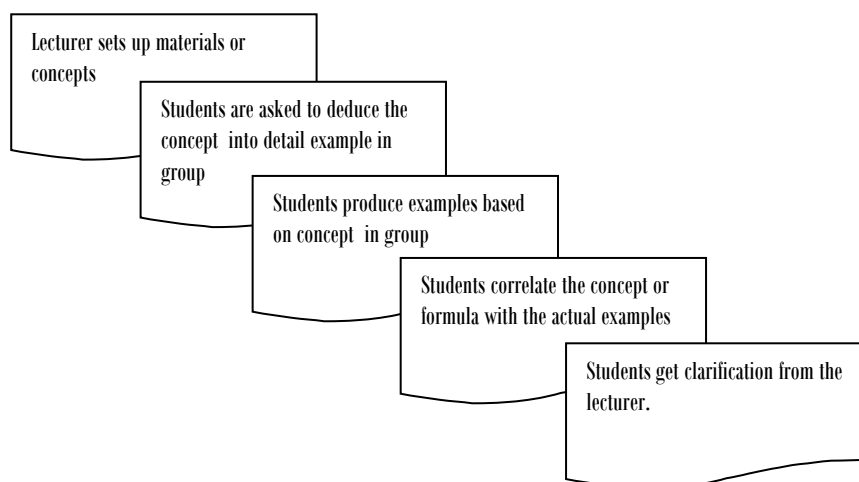 Lecturer sets up materials or
concepts
Students are asked to deduce the
concept into detail example in
group
Students produce examples based
on concept in group
Students correlate the concept or
formula with the actual examples
Students get clarification from the
lecturer.